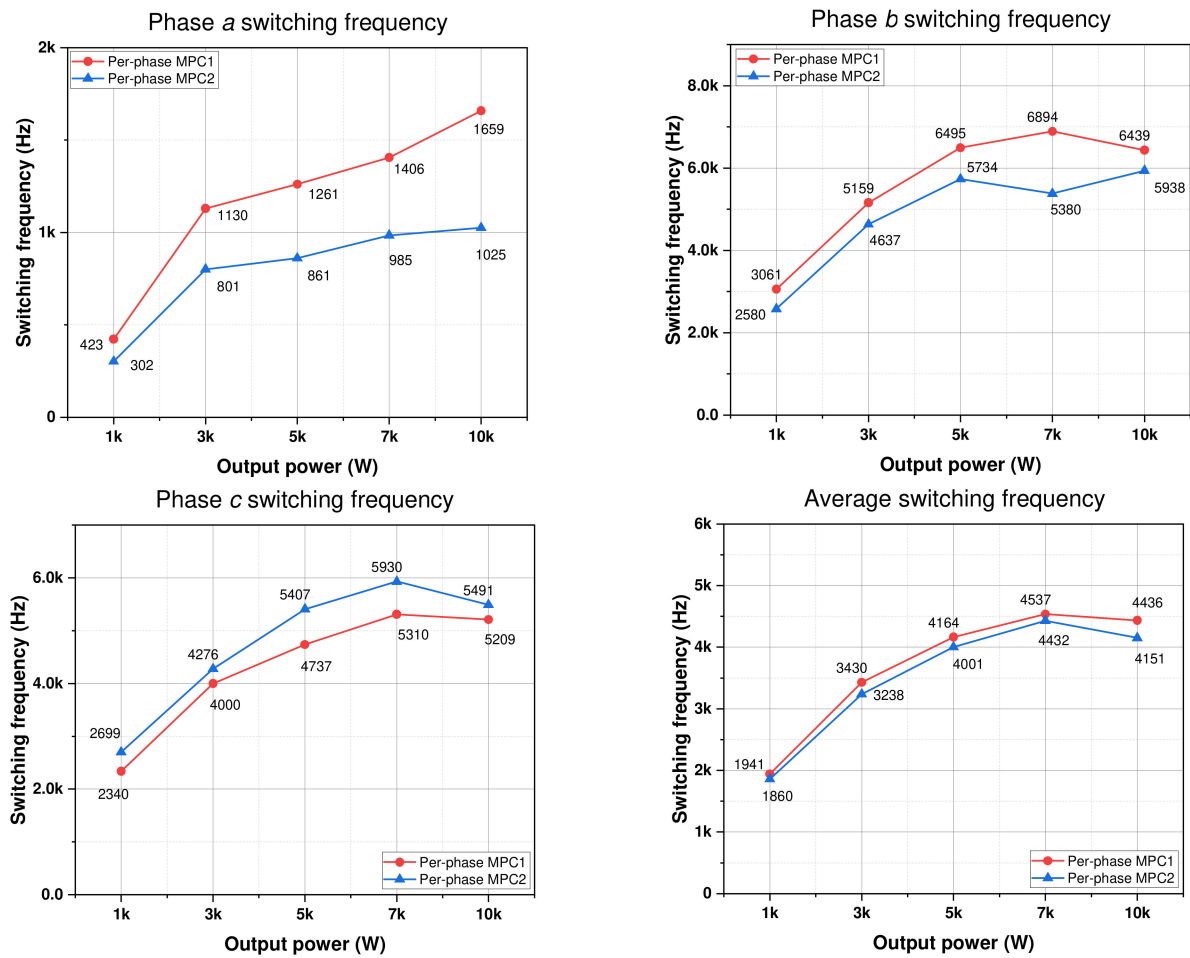 Phase a switching frequency
2k
1k
0
Switching frequency (Hz)
Per-phase MPC1
Per-phase MPC2
423
1130
1261
1406
1659
302
801
861
985
1025
1k 3k 5k 7k 10k
Output power (W)
Phase b switching frequency
8.0k
6.0k
4.0k
2.0k
0.0
Switching frequency (Hz)
Per-phase MPC1
Per-phase MPC2
3061
5159
6495
6894
6439
2580
4637
5734
5380
5938
1k 3k 5k 7k 10k
Output power (W)
Phase c switching frequency
6.0k
4.0k
2.0k
0.0
Switching frequency (Hz)
2699
4276
5407
5930
5491
2340
4000
4737
5310
5209
Per-phase MPC1
Per-phase MPC2
1k 3k 5k 7k 10k
Output power (W)
Average switching frequency
6k
5k
4k
3k
2k
1k
0
Switching frequency (Hz)
1941
3430
4164
4537
4436
1860
3238
4001
4432
4151
Per-phase MPC1
Per-phase MPC2
1k 3k 5k 7k 10k
Output power (W)